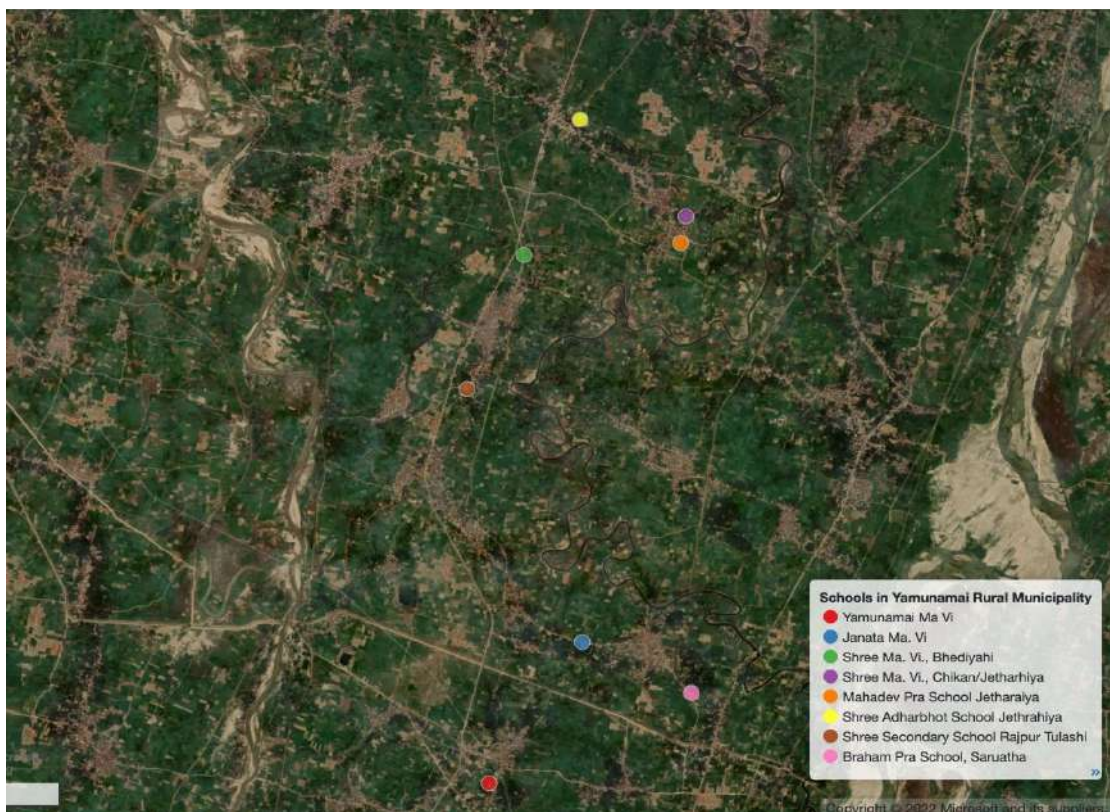 Schools in Yamunamai Rural Municipality
Yamunamai Ma Vi
Janata Ma. Vi
Shree Ma. Vi., Bhediyahi
Shree Ma. Vi., Chikan/Jetharhiya
Mahadev Pra School Jetharaiya
Shree Adharbhot School Jethrahiya
Shree Secondary School Rajpur Tulashi
Braham Pra School, Saruatha
»
Copyright © 2022 Microsoft and its suppliers